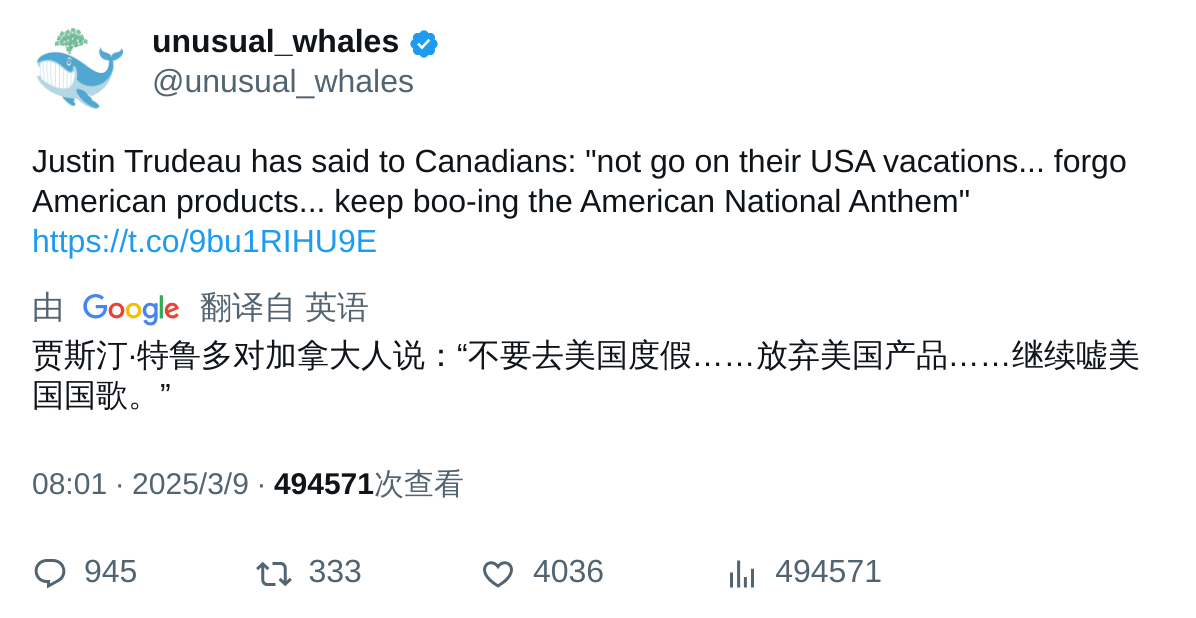 unusual_whales
@unusual_whales
Justin Trudeau has said to Canadians: "not go on their USA vacations... forgo
American products... keep boo-ing the American National Anthem"
https://t.co/9bu1RIHU9E
由 Google 翻译自 英语
贾斯汀·特鲁多对加拿大人说：“不要去美国度假……放弃美国产品……继续嘘美
国国歌。”
08:01 · 2025/3/9 · 494571次查看
945 333 4036 494571